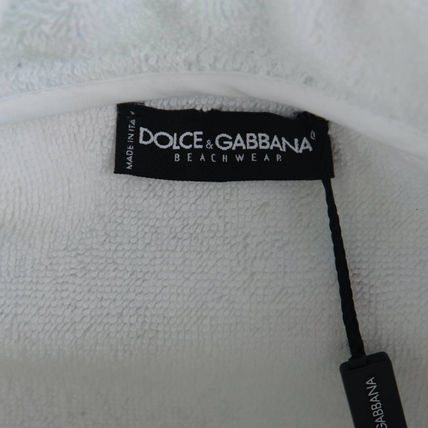 MADE IN ITALY
DOLCE & GABBANA
BEACHWEAR
GABBANA